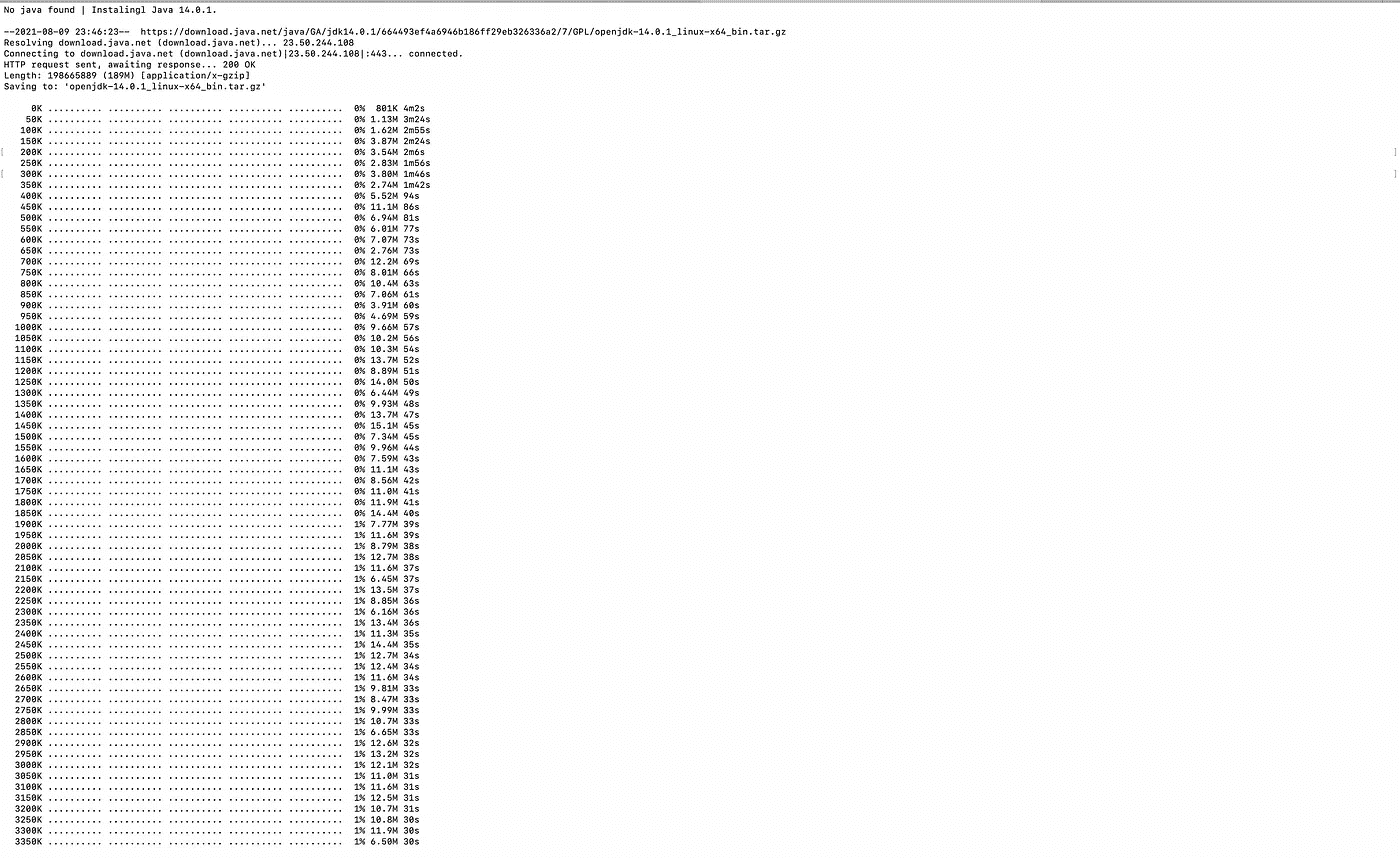 No java found | Instalingl Java 14.0.1.
--2021-08-09 23:46:23--  https://download.java.net/java/GA/jdk14.0.1/664493ef4a6946b186ff29eb326336a2/7/GPL/openjdk-14.0.1_linux-x64_bin.tar.gz
Resolving download.java.net (download.java.net)... 23.50.244.108
Connecting to download.java.net (download.java.net)|23.50.244.108|:443... connected.
HTTP request sent, awaiting response... 200 OK
Length: 198665889 (189M) [application/x-gzip]
Saving to: 'openjdk-14.0.1_linux-x64_bin.tar.gz'
0K .......... .......... .......... .......... ..........  0%  801K 4m2s
50K .......... .......... .......... .......... ..........  0% 1.13M 3m24s
100K .......... .......... .......... .......... ..........  0% 1.62M 2m55s
150K .......... .......... .......... .......... ..........  0% 3.87M 2m24s
[ 200K .......... .......... .......... .......... ..........  0% 3.54M 2m6s ]
250K .......... .......... .......... .......... ..........  0% 2.83M 1m56s
[ 300K .......... .......... .......... .......... ..........  0% 3.80M 1m46s ]
350K .......... .......... .......... .......... ..........  0% 2.74M 1m42s
400K .......... .......... .......... .......... ..........  0% 5.52M 94s
450K .......... .......... .......... .......... ..........  0% 11.1M 86s
500K .......... .......... .......... .......... ..........  0% 6.94M 81s
550K .......... .......... .......... .......... ..........  0% 6.01M 77s
600K .......... .......... .......... .......... ..........  0% 7.07M 73s
650K .......... .......... .......... .......... ..........  0% 2.76M 73s
700K .......... .......... .......... .......... ..........  0% 12.2M 69s
750K .......... .......... .......... .......... ..........  0% 8.01M 66s
800K .......... .......... .......... .......... ..........  0% 10.4M 63s
850K .......... .......... .......... .......... ..........  0% 7.06M 61s
900K .......... .......... .......... .......... ..........  0% 3.91M 60s
950K .......... .......... .......... .......... ..........  0% 4.69M 59s
1000K .......... .......... .......... .......... ..........  0% 9.66M 57s
1050K .......... .......... .......... .......... ..........  0% 10.2M 56s
1100K .......... .......... .......... .......... ..........  0% 10.3M 54s
1150K .......... .......... .......... .......... ..........  0% 13.7M 52s
1200K .......... .......... .......... .......... ..........  0% 8.89M 51s
1250K .......... .......... .......... .......... ..........  0% 14.0M 50s
1300K .......... .......... .......... .......... ..........  0% 6.44M 49s
1350K .......... .......... .......... .......... ..........  0% 9.93M 48s
1400K .......... .......... .......... .......... ..........  0% 13.7M 47s
1450K .......... .......... .......... .......... ..........  0% 15.1M 45s
1500K .......... .......... .......... .......... ..........  0% 7.34M 45s
1550K .......... .......... .......... .......... ..........  0% 9.96M 44s
1600K .......... .......... .......... .......... ..........  0% 7.59M 43s
1650K .......... .......... .......... .......... ..........  0% 11.1M 43s
1700K .......... .......... .......... .......... ..........  0% 8.56M 42s
1750K .......... .......... .......... .......... ..........  0% 11.0M 41s
1800K .......... .......... .......... .......... ..........  0% 11.9M 41s
1850K .......... .......... .......... .......... ..........  0% 14.4M 40s
1900K .......... .......... .......... .......... ..........  1% 7.77M 39s
1950K .......... .......... .......... .......... ..........  1% 11.6M 39s
2000K .......... .......... .......... .......... ..........  1% 8.79M 38s
2050K .......... .......... .......... .......... ..........  1% 12.7M 38s
2100K .......... .......... .......... .......... ..........  1% 11.6M 37s
2150K .......... .......... .......... .......... ..........  1% 6.45M 37s
2200K .......... .......... .......... .......... ..........  1% 13.5M 37s
2250K .......... .......... .......... .......... ..........  1% 8.85M 36s
2300K .......... .......... .......... .......... ..........  1% 6.16M 36s
2350K .......... .......... .......... .......... ..........  1% 13.4M 36s
2400K .......... .......... .......... .......... ..........  1% 11.3M 35s
2450K .......... .......... .......... .......... ..........  1% 14.4M 35s
2500K .......... .......... .......... .......... ..........  1% 12.7M 34s
2550K .......... .......... .......... .......... ..........  1% 12.4M 34s
2600K .......... .......... .......... .......... ..........  1% 11.6M 34s
2650K .......... .......... .......... .......... ..........  1% 9.81M 33s
2700K .......... .......... .......... .......... ..........  1% 8.47M 33s
2750K .......... .......... .......... .......... ..........  1% 9.99M 33s
2800K .......... .......... .......... .......... ..........  1% 10.7M 33s
2850K .......... .......... .......... .......... ..........  1% 6.65M 33s
2900K .......... .......... .......... .......... ..........  1% 12.6M 32s
2950K .......... .......... .......... .......... ..........  1% 13.2M 32s
3000K .......... .......... .......... .......... ..........  1% 12.1M 32s
3050K .......... .......... .......... .......... ..........  1% 11.0M 31s
3100K .......... .......... .......... .......... ..........  1% 11.6M 31s
3150K .......... .......... .......... .......... ..........  1% 12.5M 31s
3200K .......... .......... .......... .......... ..........  1% 10.7M 31s
3250K .......... .......... .......... .......... ..........  1% 10.8M 30s
3300K .......... .......... .......... .......... ..........  1% 11.9M 30s
3350K .......... .......... .......... .......... ..........  1% 6.50M 30s